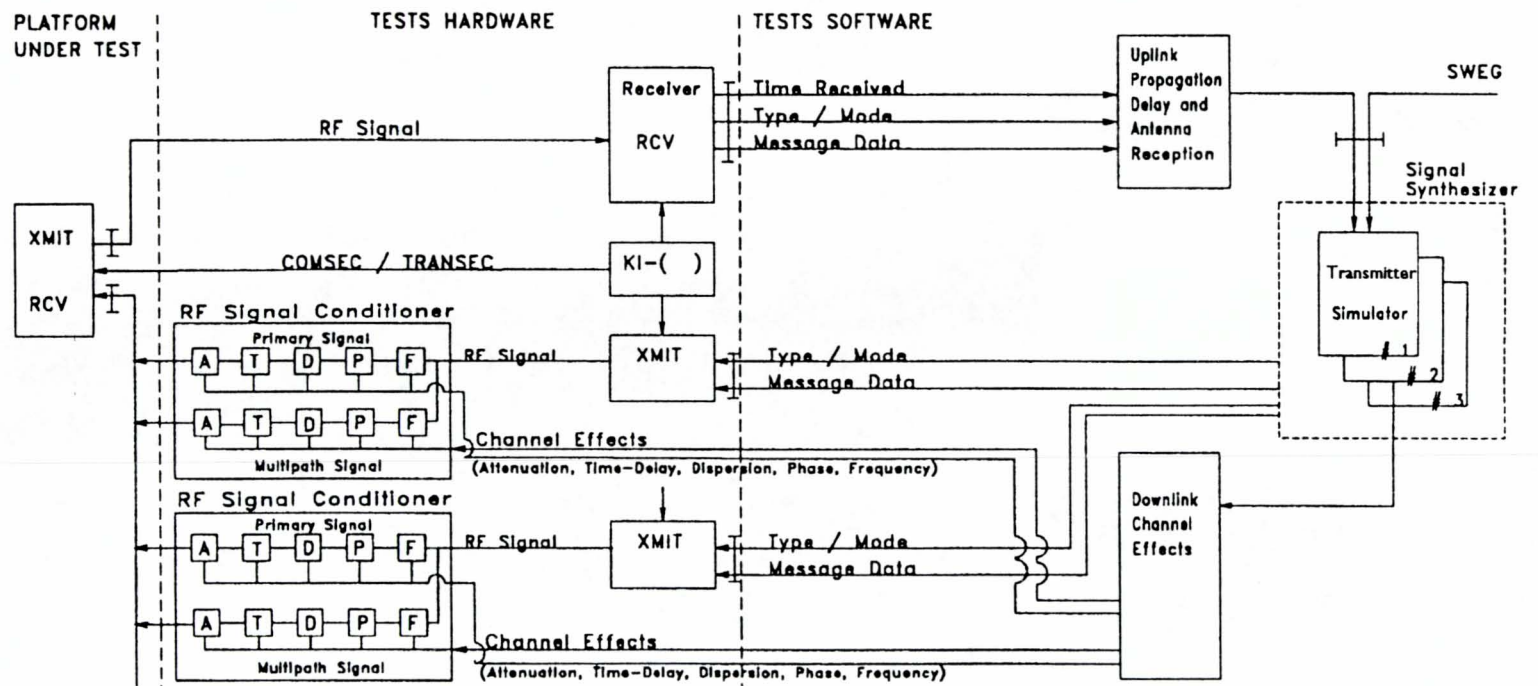 PLATFORM
UNDER TEST
TESTS HARDWARE
TESTS SOFTWARE
Receiver
RCV
Time Received
Type / Mode
Message Data
Uplink
Propagation
Delay and
Antenna
Reception
SWEG
RF Signal
Signal
Synthesizer
XMIT
RCV
COMSEC / TRANSEC
KI-( )
Transmitter
Simulator
# 1
# 2
# 3
RF Signal Conditioner
Primary Signal
A T D P F
RF Signal
XMIT
Type / Mode
Message Data
A T D P F
Multipath Signal
Channel Effects
(Attenuation, Time-Delay, Dispersion, Phase, Frequency)
Downlink
Channel
Effects
RF Signal Conditioner
Primary Signal
A T D P F
RF Signal
XMIT
Type / Mode
Message Data
A T D P F
Multipath Signal
Channel Effects
(Attenuation, Time-Delay, Dispersion, Phase, Frequency)